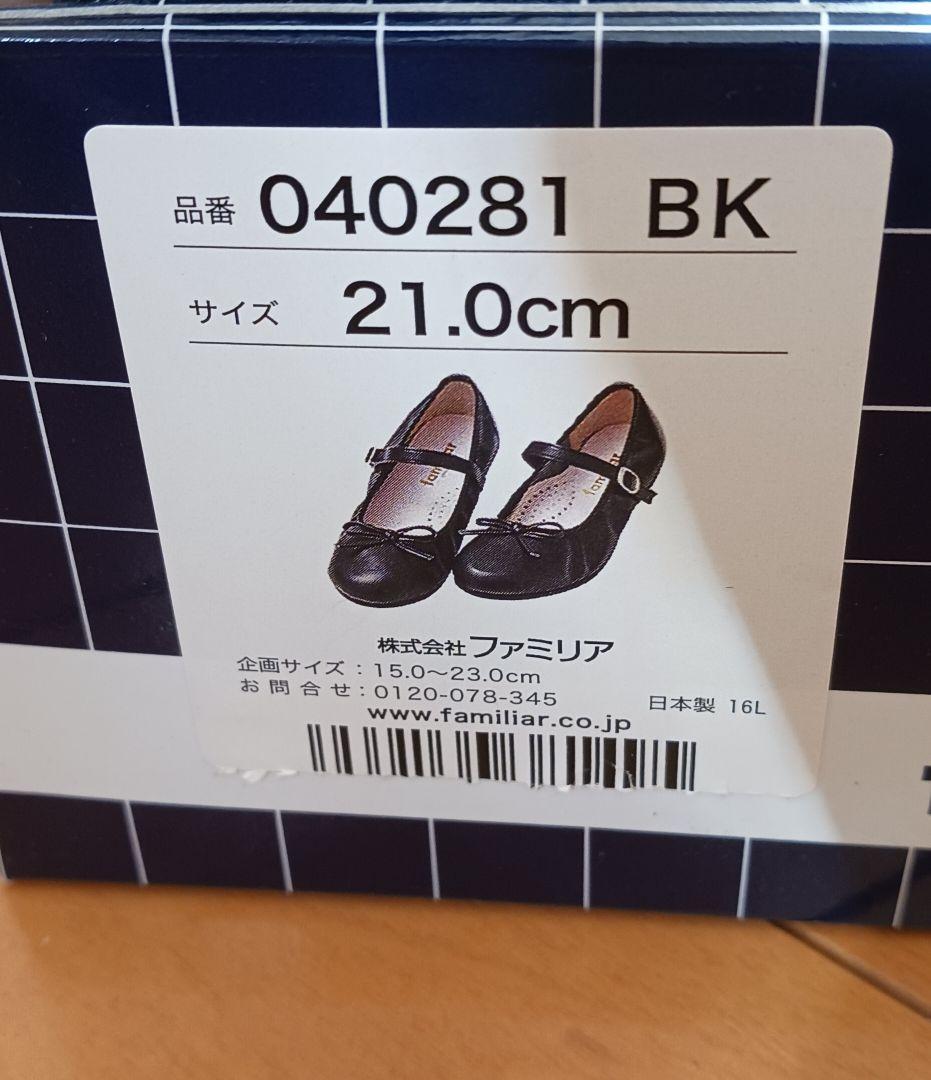 品番 040281 BK
サイズ 21.0cm
familiar
株式会社ファミリア
企画サイズ：15.0〜23.0cm
お問合せ：0120-078-345
日本製 16L
www.familiar.co.jp